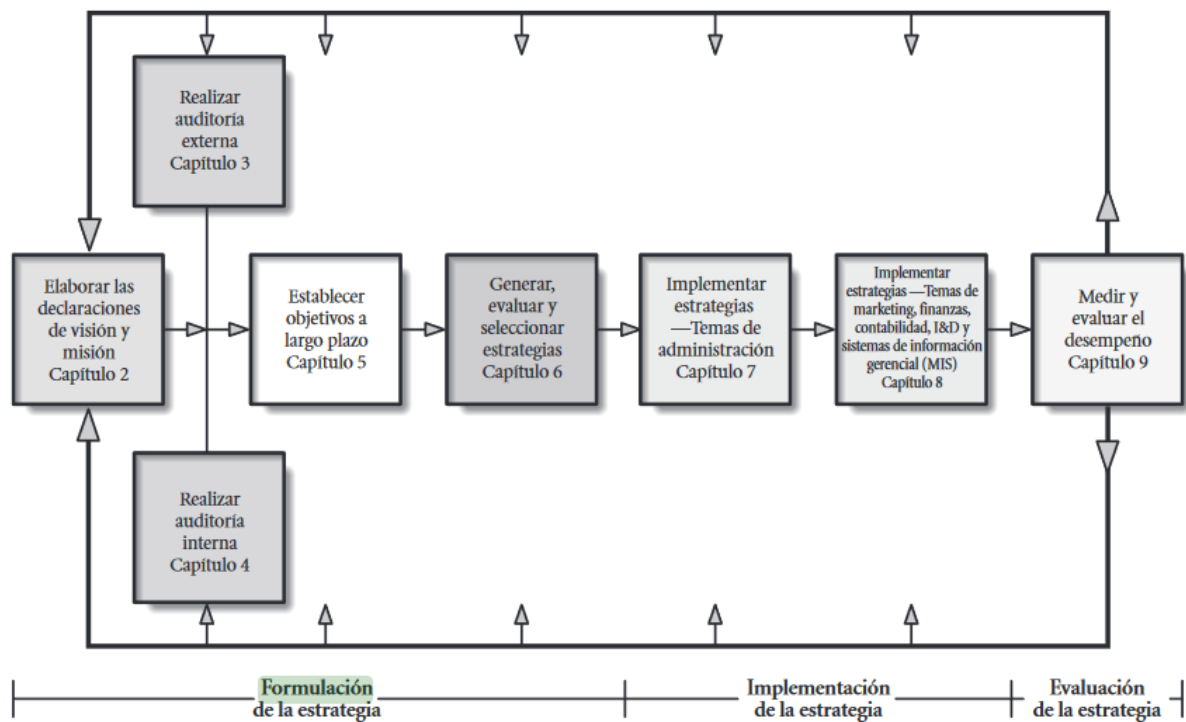 Realizar
auditoría
externa
Capítulo 3
Elaborar las
declaraciones
de visión y
misión
Capítulo 2
Establecer
objetivos a
largo plazo
Capítulo 5
Generar,
evaluar y
seleccionar
estrategias
Capítulo 6
Implementar
estrategias
—Temas de
administración
Capítulo 7
Implementar
estrategias —Temas de
marketing, finanzas,
contabilidad, I&D y
sistemas de información
gerencial (MIS)
Capítulo 8
Medir y
evaluar el
desempeño
Capítulo 9
Realizar
auditoría
interna
Capítulo 4
Formulación
de la estrategia
Implementación
de la estrategia
Evaluación
de la estrategia